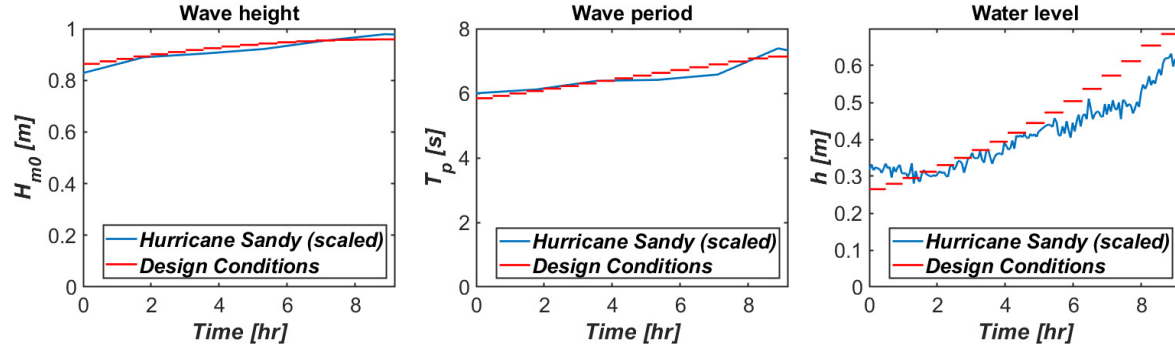 Wave height
H_m0 [m]
1
0.8
0.6
0.4
0.2
0
Hurricane Sandy (scaled)
Design Conditions
0 2 4 6 8
Time [hr]
Wave period
T_p [s]
8
6
4
2
0
Hurricane Sandy (scaled)
Design Conditions
0 2 4 6 8
Time [hr]
Water level
h [m]
0.6
0.5
0.4
0.3
0.2
0.1
0
Hurricane Sandy (scaled)
Design Conditions
0 2 4 6 8
Time [hr]